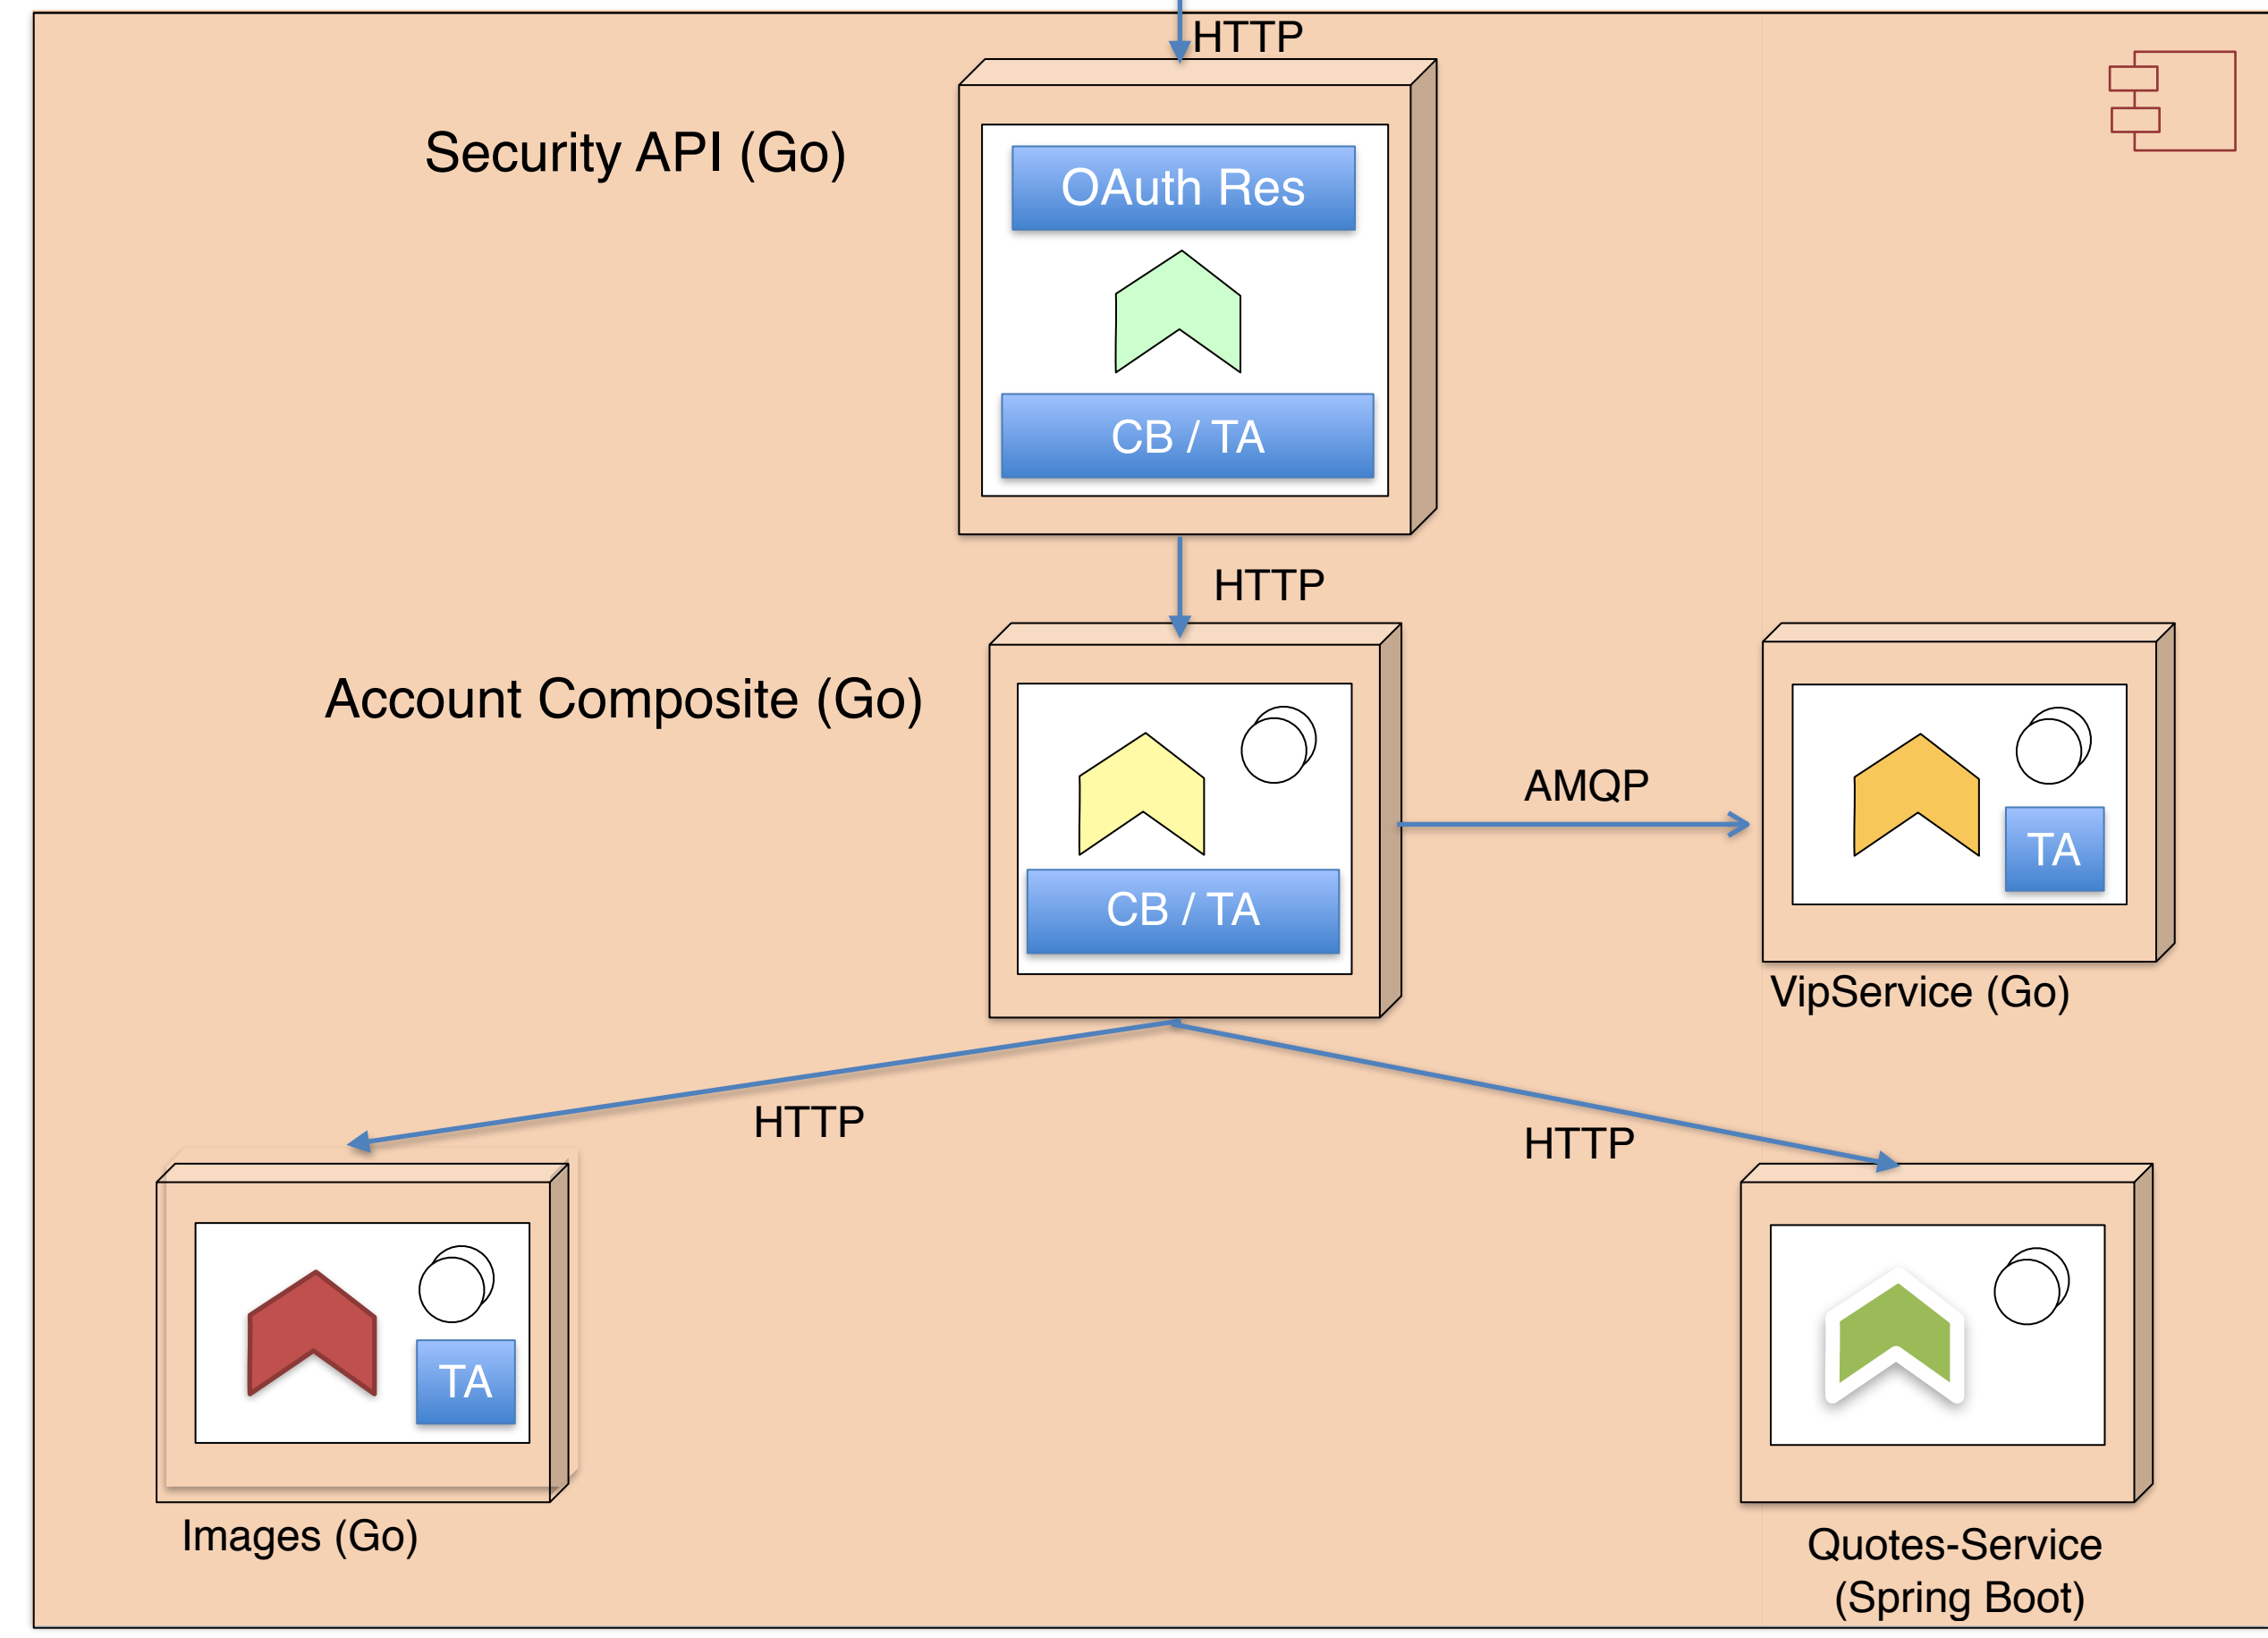 HTTP
Security API (Go)
OAuth Res
CB / TA
HTTP
Account Composite (Go)
AMQP
TA
CB / TA
VipService (Go)
HTTP
HTTP
TA
Images (Go)
Quotes-Service
(Spring Boot)